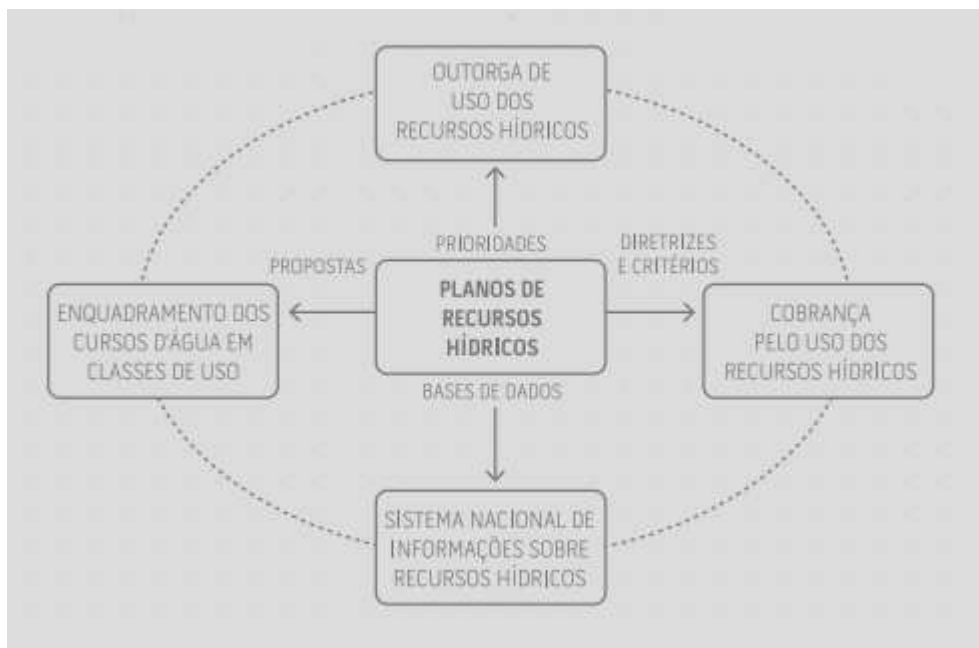 OUTORGA DE
USO DOS
RECURSOS HÍDRICOS
PRIORIDADES
DIRETRIZES
E CRITÉRIOS
PROPOSTAS
PLANOS DE
RECURSOS
HÍDRICOS
ENQUADRAMENTO DOS
CURSOS D'ÁGUA EM
CLASSES DE USO
COBRANÇA
PELO USO DOS
RECURSOS HÍDRICOS
BASES DE DADOS
SISTEMA NACIONAL DE
INFORMAÇÕES SOBRE
RECURSOS HÍDRICOS